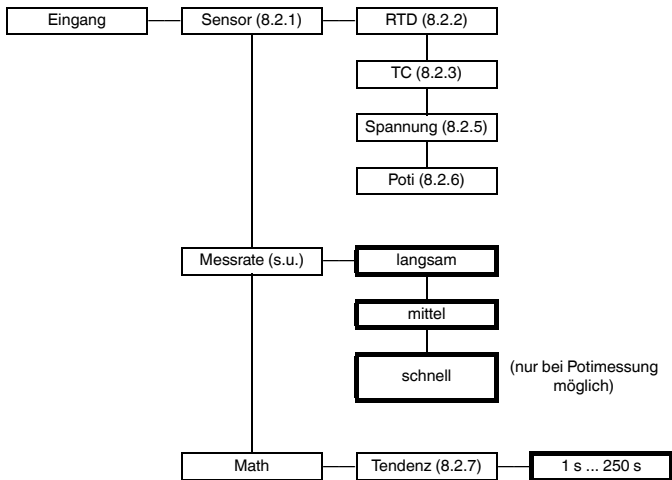 Eingang
Sensor (8.2.1)
RTD (8.2.2)
TC (8.2.3)
Spannung (8.2.5)
Poti (8.2.6)
Messrate (s.u.)
langsam
mittel
schnell
(nur bei Potimessung
möglich)
Math
Tendenz (8.2.7)
1 s ... 250 s